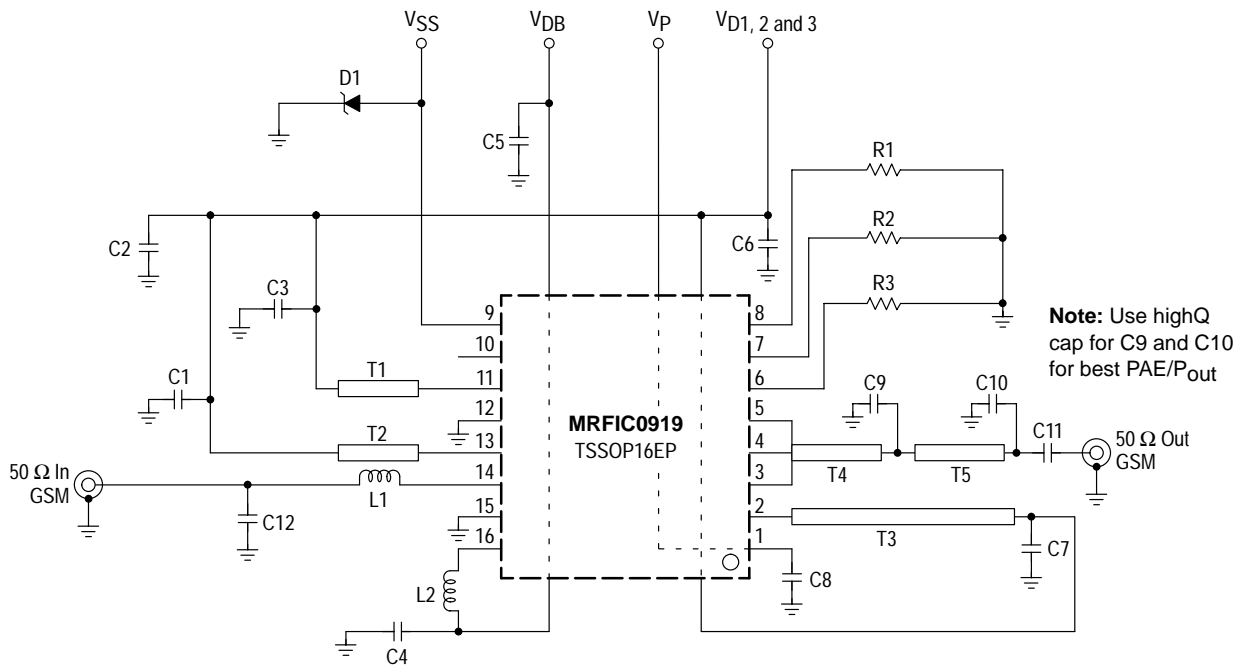 VSS
VDB
VP
VD1, 2 and 3
D1
C5
R1
C2
C6
R2
C3
R3
9
8
Note: Use highQ
cap for C9 and C10
for best PAE/Pout
10
7
C1
T1
11
6
C9
C10
12
5
MRFIC0919
TSSOP16EP
T2
13
4
C11
50 Ω Out
GSM
50 Ω In
GSM
14
3
T4
T5
L1
C12
15
2
16
1
T3
C7
L2
C8
C4